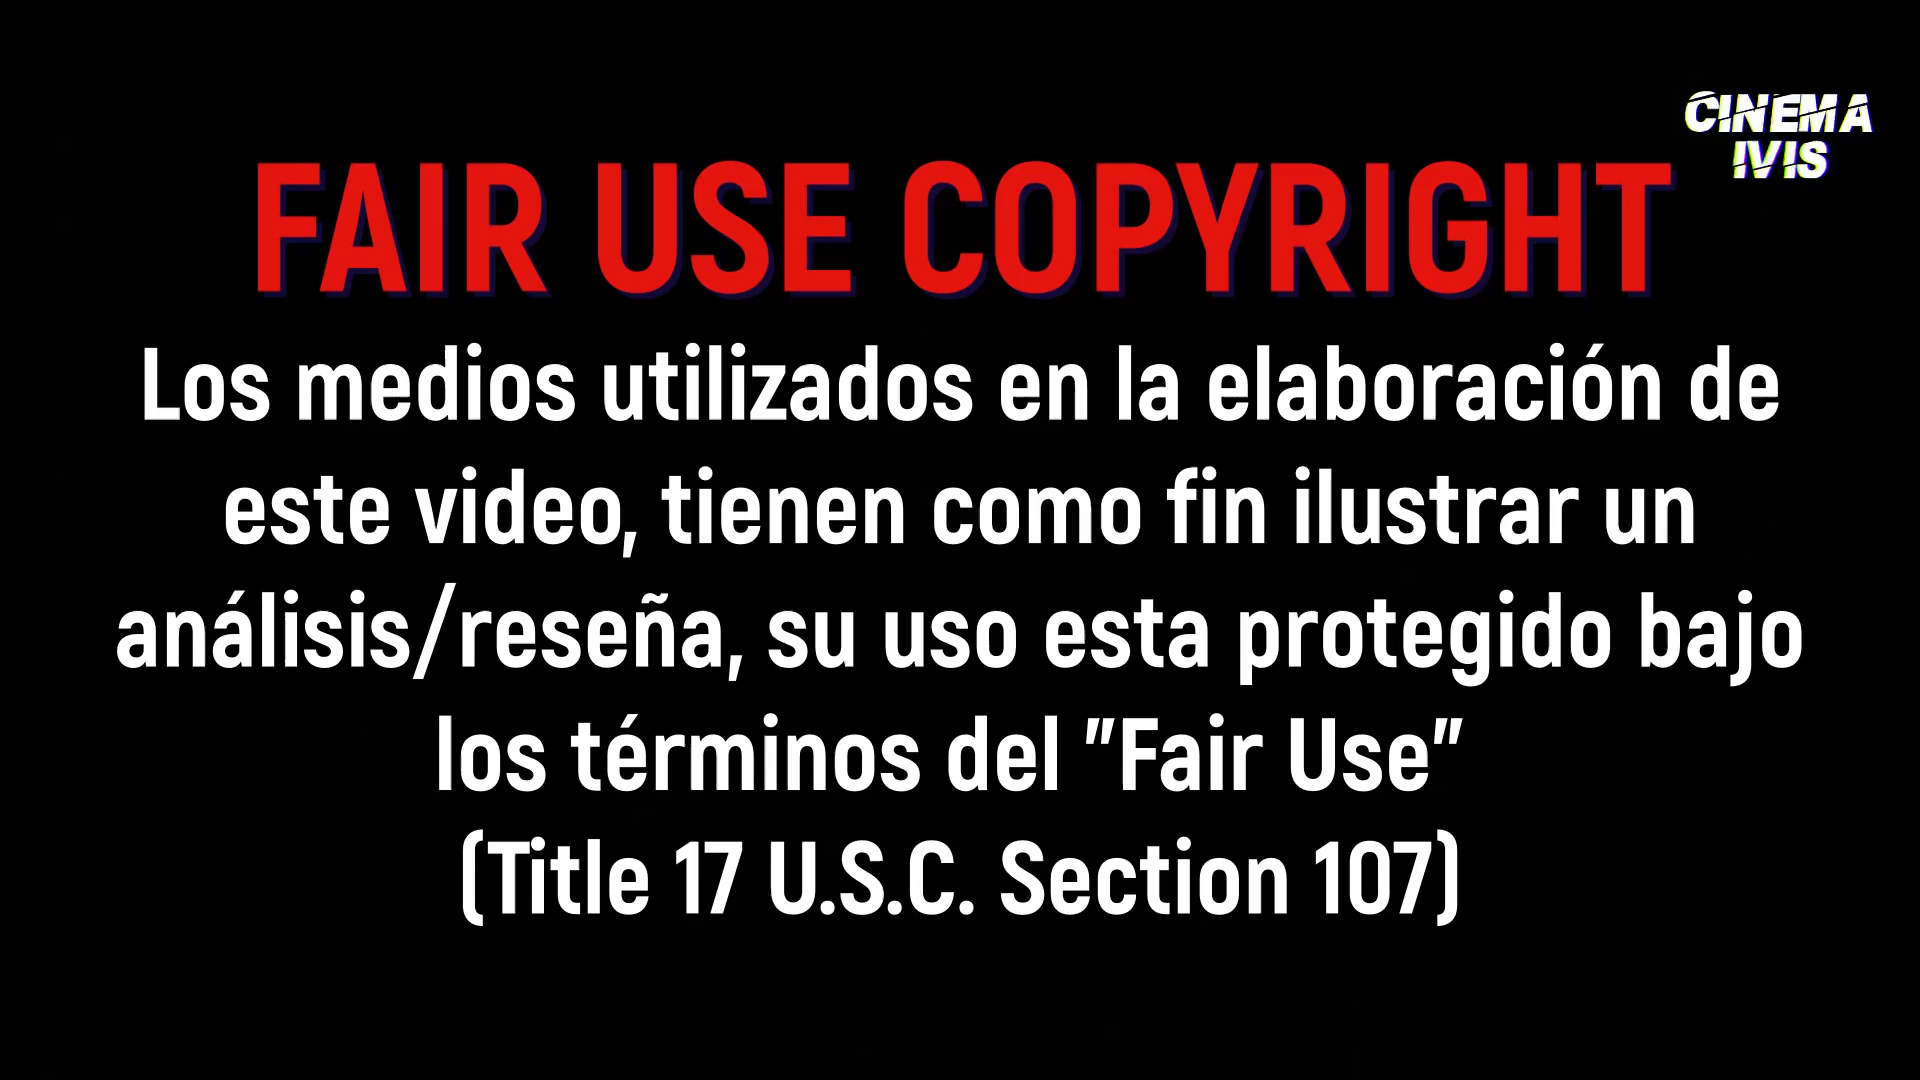 CINEMA
IVIS
FAIR USE COPYRIGHT
Los medios utilizados en la elaboración de
este video, tienen como fin ilustrar un
análisis/reseña, su uso esta protegido bajo
los términos del "Fair Use"
(Title 17 U.S.C. Section 107)